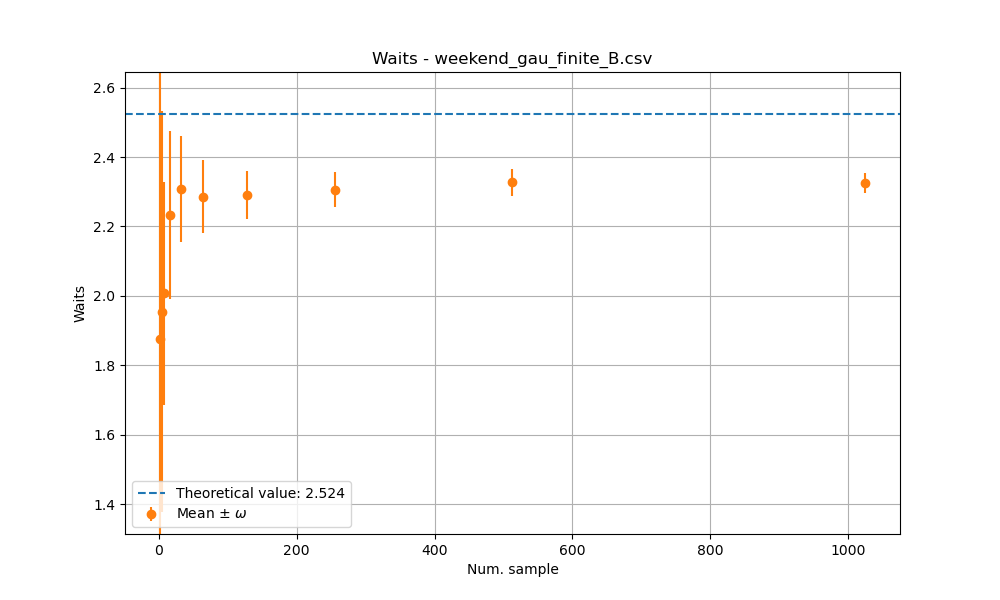 Waits - weekend_gau_finite_B.csv
2.6
2.4
2.2
2.0
1.8
1.6
1.4
Waits
Theoretical value: 2.524
Mean ± ω
0 200 400 600 800 1000
Num. sample